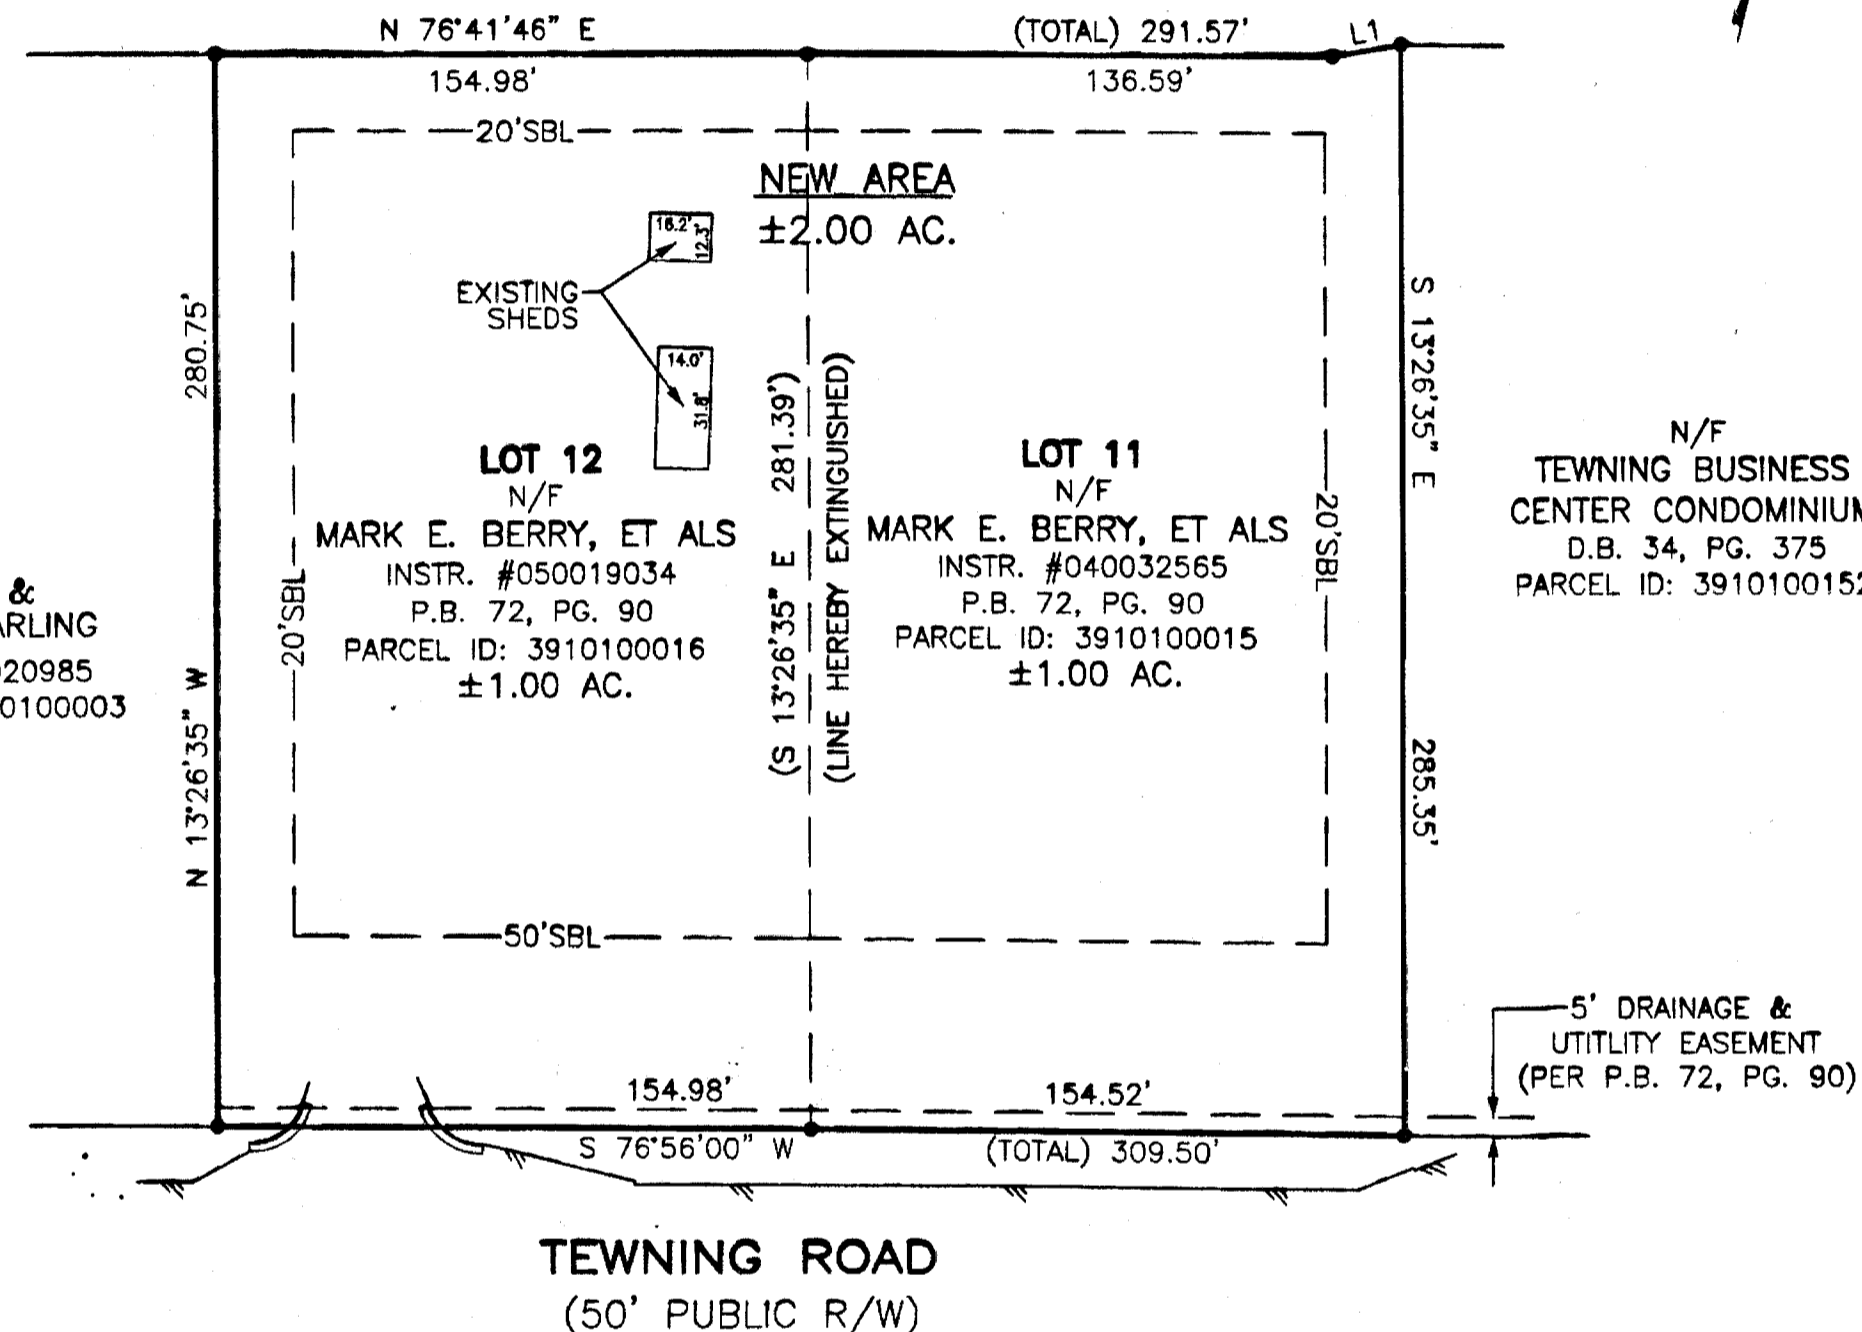 N 76°41'46" E
(TOTAL) 291.57'
L1
154.98'
136.59'
20'SBL
NEW AREA
±2.00 AC.
16.2'
12.3'
EXISTING
SHEDS
14.0'
31.8'
280.75'
N 13°26'35" W
20'SBL
LOT 12
N/F
MARK E. BERRY, ET ALS
INSTR. #050019034
P.B. 72, PG. 90
PARCEL ID: 3910100016
±1.00 AC.
(S 13°26'35" E 281.39')
(LINE HEREBY EXTINGUISHED)
LOT 11
N/F
MARK E. BERRY, ET ALS
INSTR. #040032565
P.B. 72, PG. 90
PARCEL ID: 3910100015
±1.00 AC.
20'SBL
S 13°26'35" E
285.35'
N/F
TEWNING BUSINESS
CENTER CONDOMINIUM
D.B. 34, PG. 375
PARCEL ID: 3910100152
&
ARLING
020985
0100003
50'SBL
5' DRAINAGE &
UTITLITY EASEMENT
(PER P.B. 72, PG. 90)
154.98'
154.52'
S 76°56'00" W
(TOTAL) 309.50'
TEWNING ROAD
(50' PUBLIC R/W)